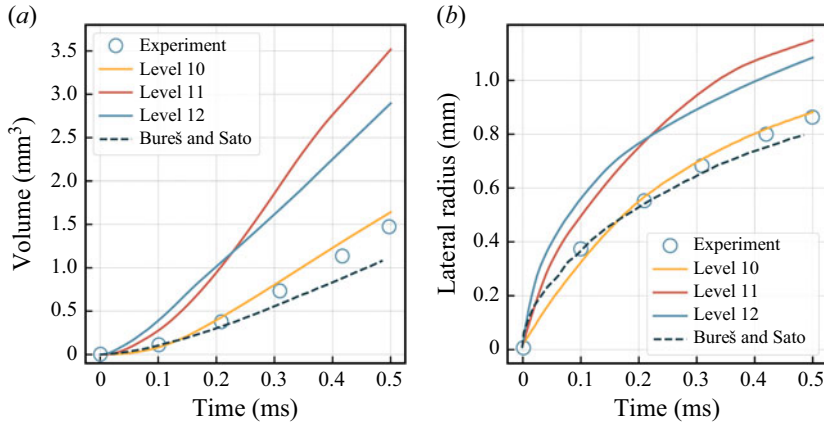 (a)
Volume (mm³)
3.5
3.0
2.5
2.0
1.5
1.0
0.5
0
Experiment
Level 10
Level 11
Level 12
Bureš and Sato
0 0.1 0.2 0.3 0.4 0.5
Time (ms)
(b)
Lateral radius (mm)
1.0
0.8
0.6
0.4
0.2
0
Experiment
Level 10
Level 11
Level 12
Bureš and Sato
0 0.1 0.2 0.3 0.4 0.5
Time (ms)